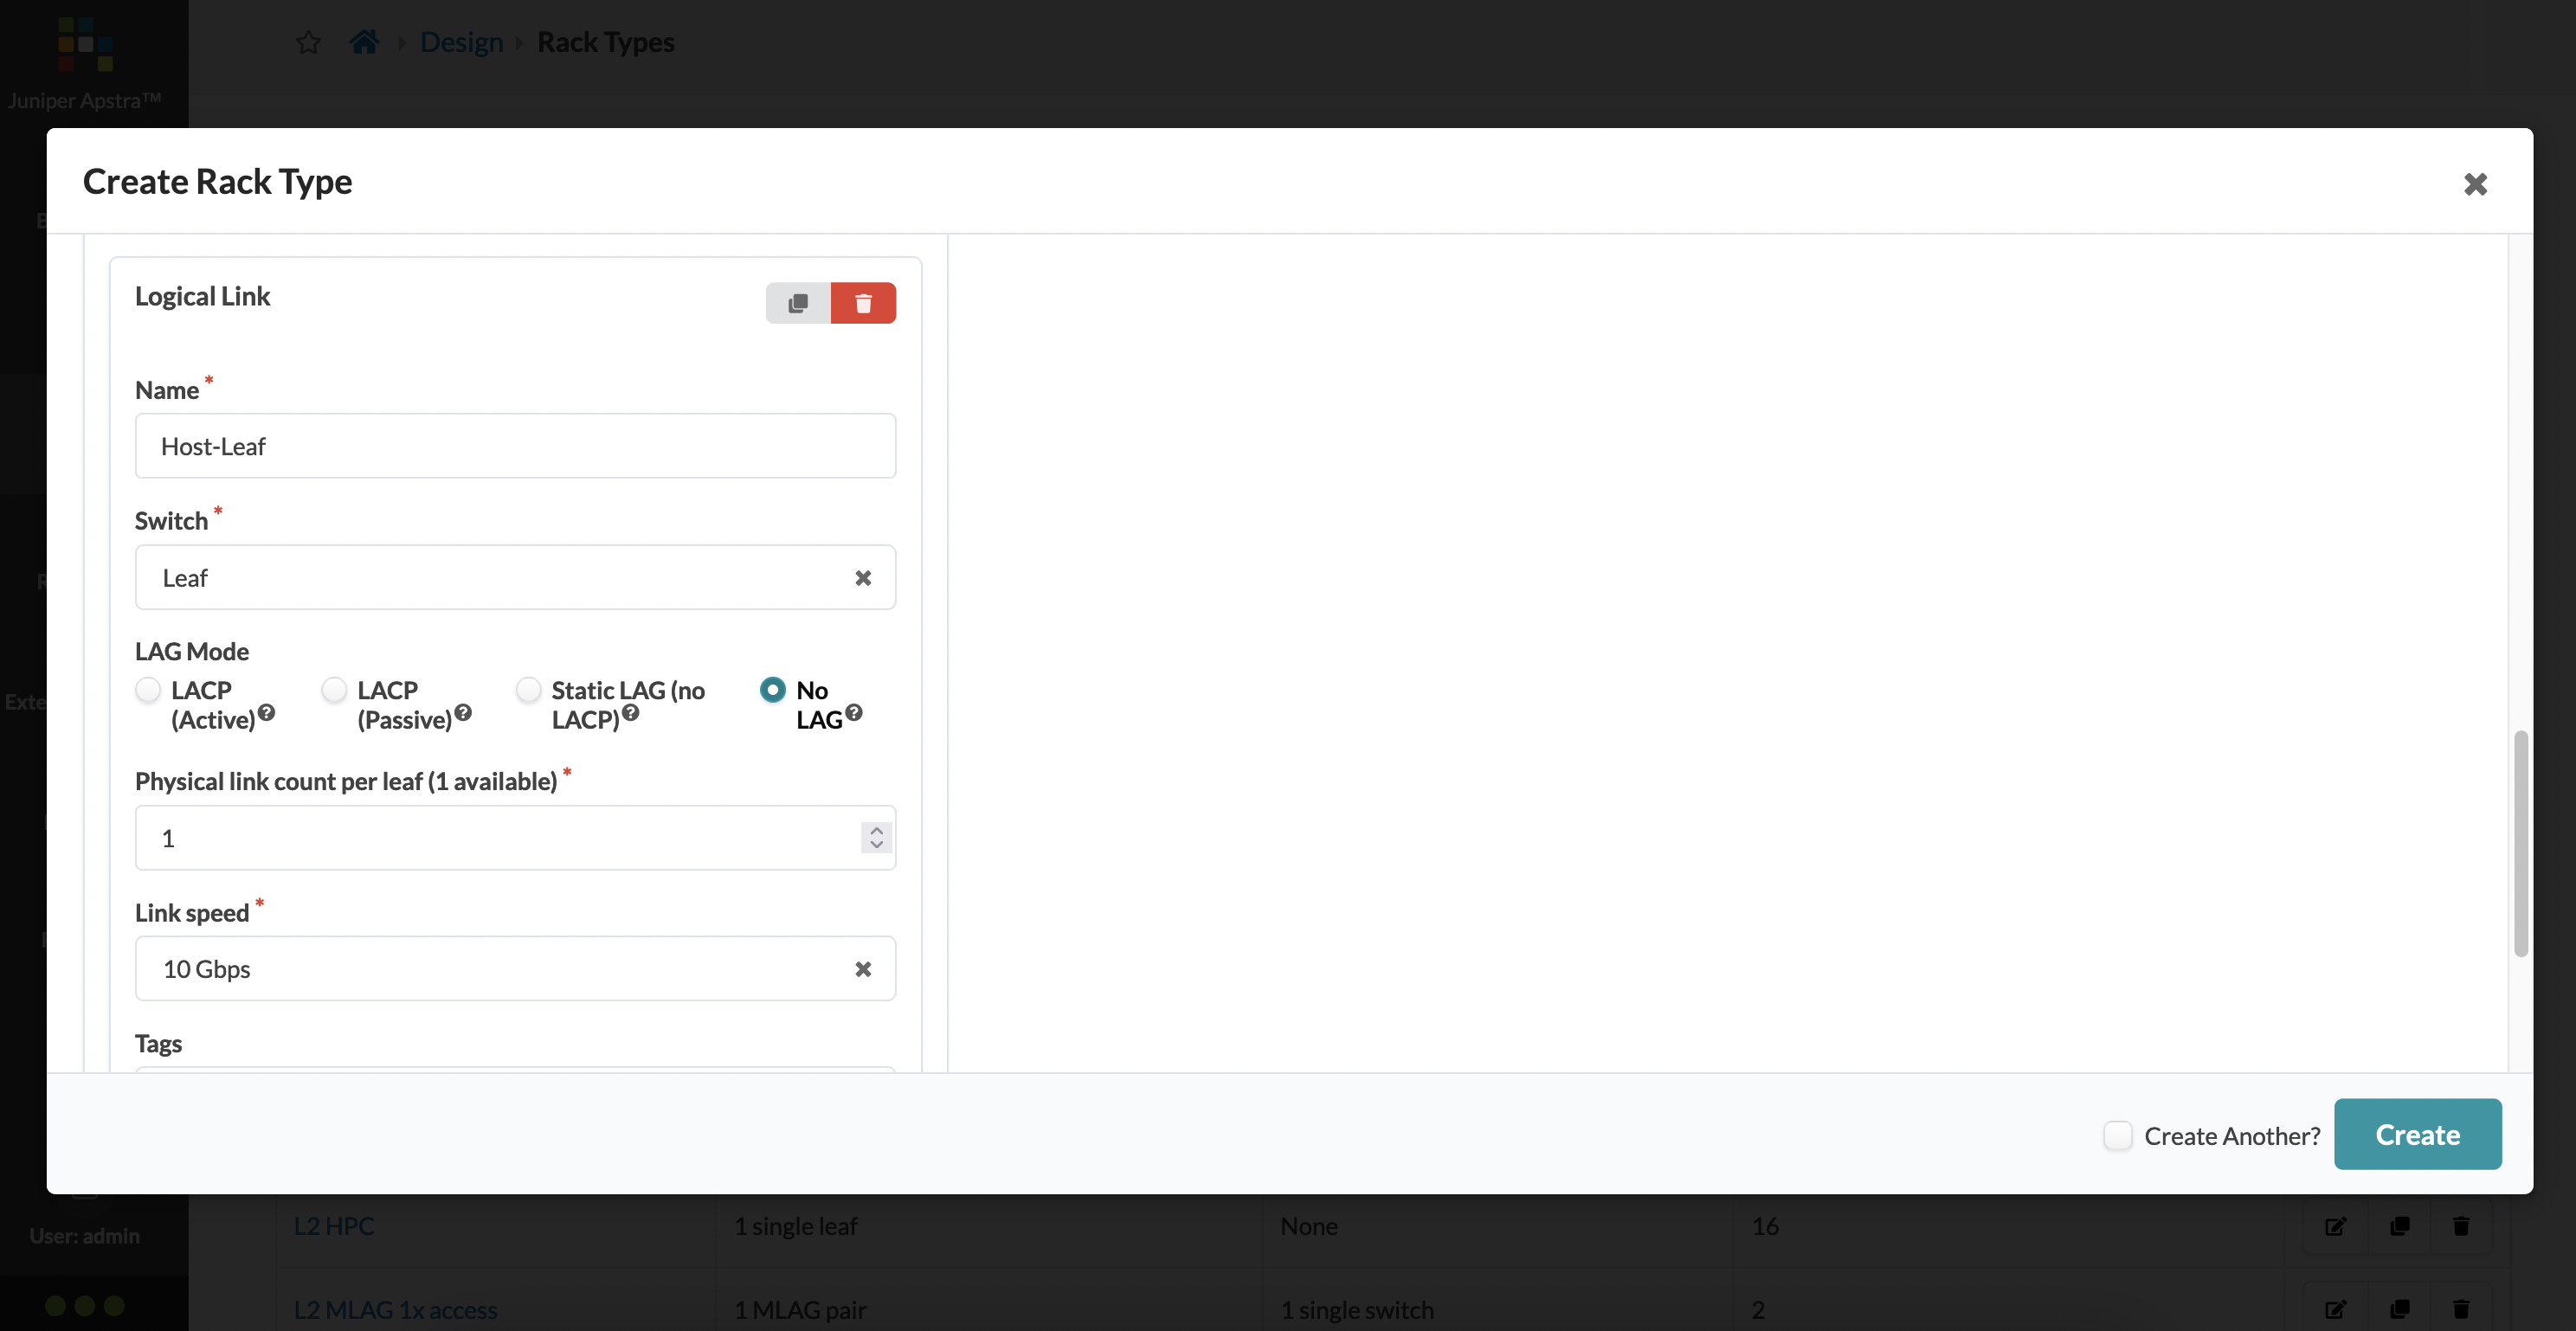 Juniper Apstra™
Design
Rack Types
Create Rack Type
Logical Link
Name *
Host-Leaf
Switch *
Leaf
LAG Mode
LACP (Active)
LACP (Passive)
Static LAG (no LACP)
No LAG
Physical link count per leaf (1 available) *
1
Link speed *
10 Gbps
Tags
Create Another?
Create
Exte
User: admin
L2 HPC
1 single leaf
None
16
L2 MLAG 1x access
1 MLAG pair
1 single switch
2